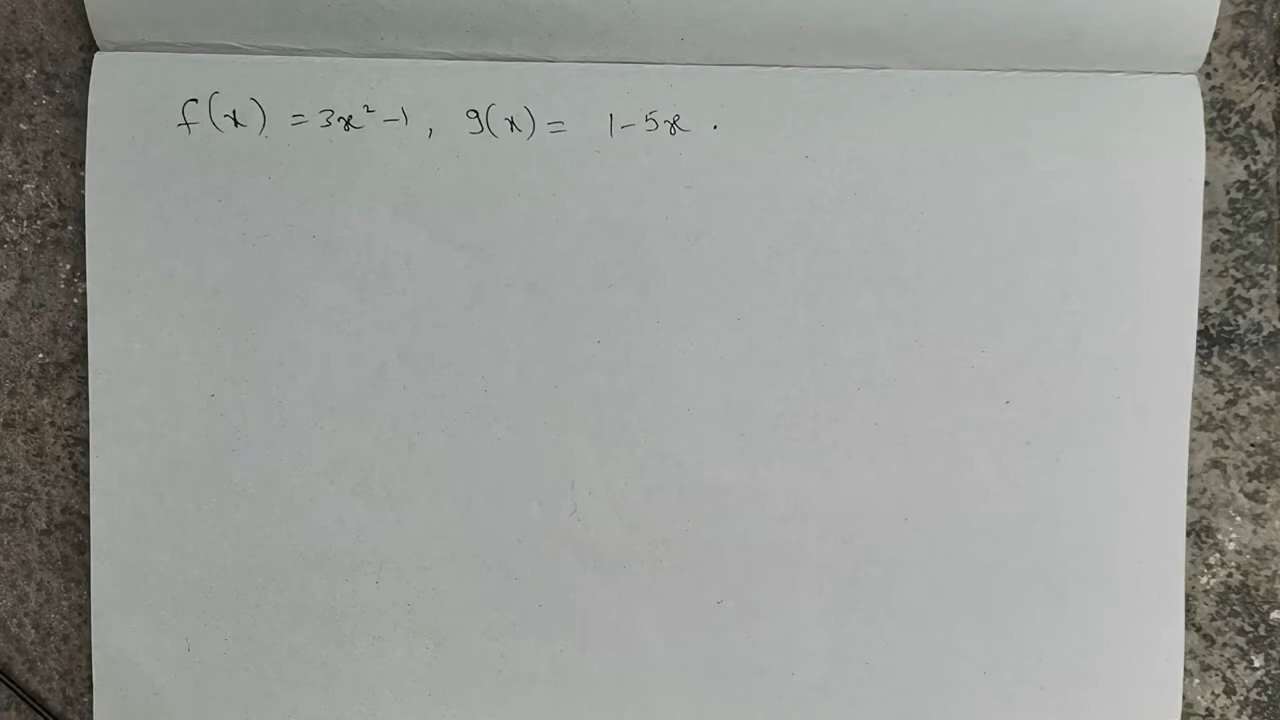 f(x) = 3x² -1, g(x) = 1-5x .